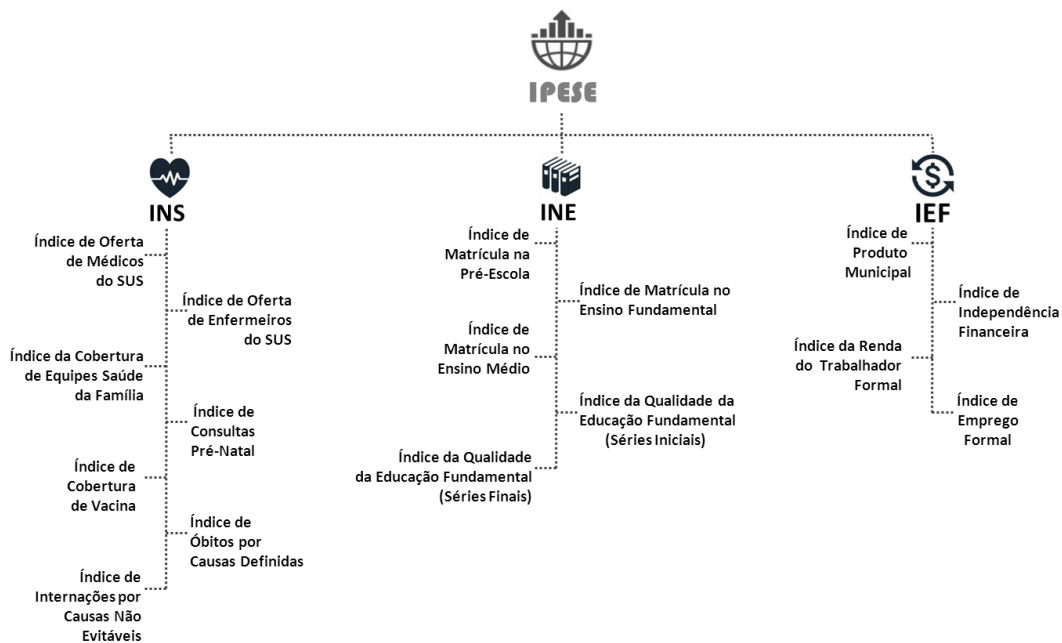 IPESE
INS
Índice de Oferta
de Médicos
do SUS
Índice de Oferta
de Enfermeiros
do SUS
Índice da Cobertura
de Equipes Saúde
da Família
Índice de
Consultas
Pré-Natal
Índice de
Cobertura
de Vacina
Índice de
Óbitos por
Causas Definidas
Índice de
Internações por
Causas Não
Evitáveis
INE
Índice de
Matrícula na
Pré-Escola
Índice de Matrícula no
Ensino Fundamental
Índice de
Matrícula no
Ensino Médio
Índice da Qualidade da
Educação Fundamental
(Séries Iniciais)
Índice da Qualidade
da Educação Fundamental
(Séries Finais)
IEF
Índice de
Produto
Municipal
Índice de
Independência
Financeira
Índice da Renda
do Trabalhador
Formal
Índice de
Emprego
Formal